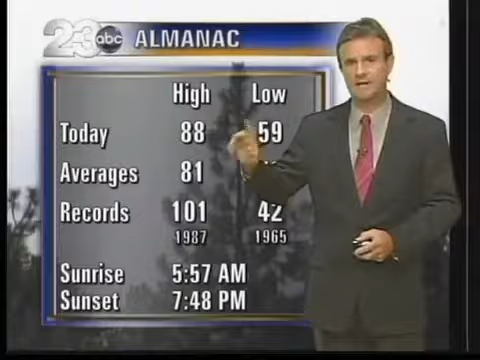 23 abc ALMANAC
High Low
Today 88 59
Averages 81
Records 101 42
1987 1965
Sunrise 5:57 AM
Sunset 7:48 PM